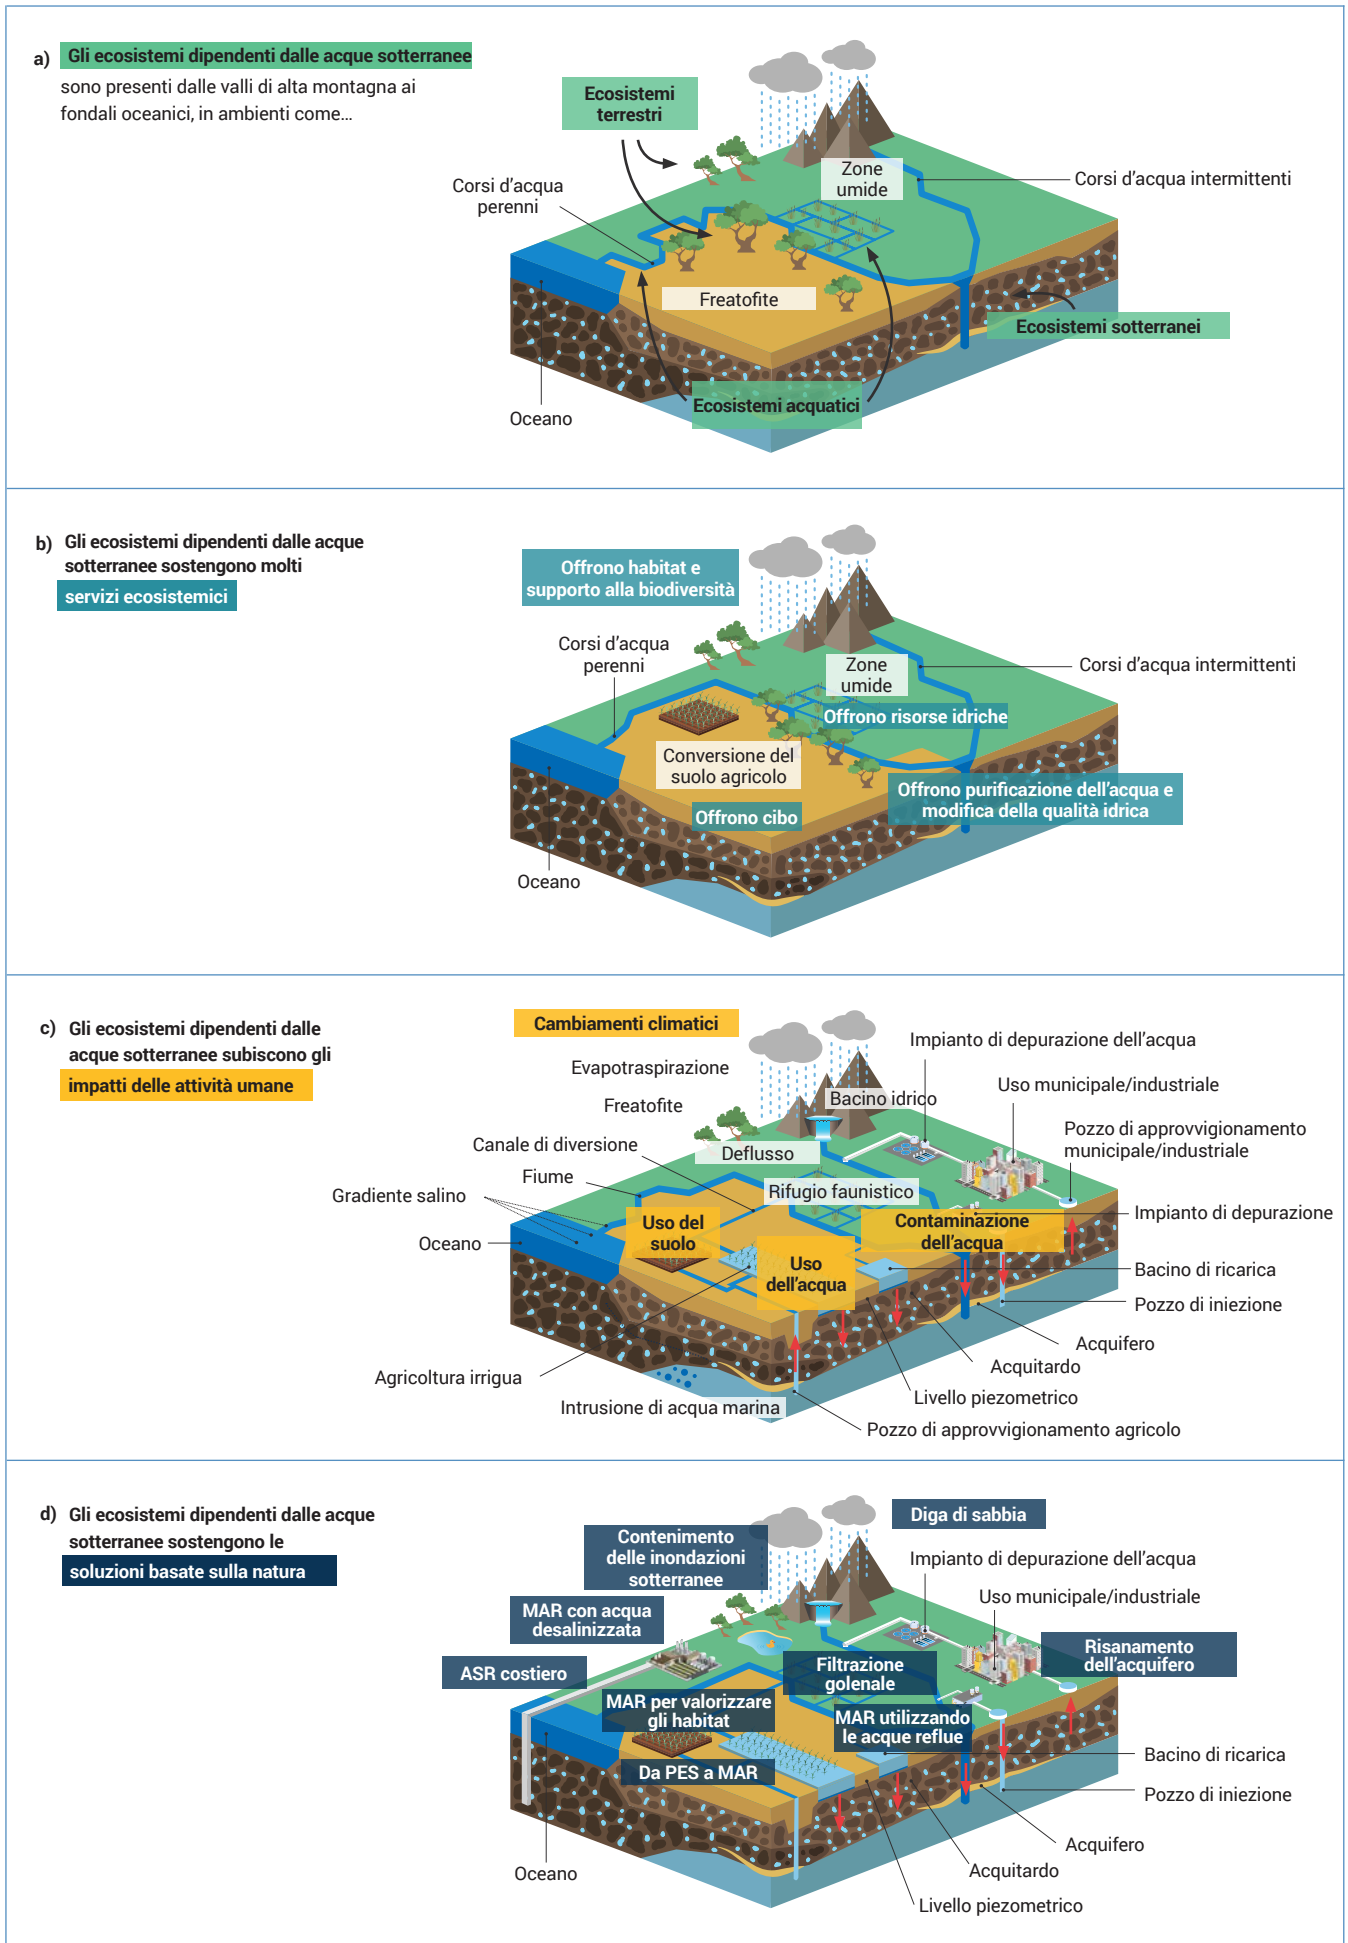 a) Gli ecosistemi dipendenti dalle acque sotterranee
sono presenti dalle valli di alta montagna ai
fondali oceanici, in ambienti come…
Ecosistemi
terrestri
Zone
umide
Corsi d'acqua intermittenti
Corsi d'acqua
perenni
Freatofite
Ecosistemi sotterranei
Ecosistemi acquatici
Oceano
b) Gli ecosistemi dipendenti dalle acque
sotterranee sostengono molti
servizi ecosistemici
Offrono habitat e
supporto alla biodiversità
Corsi d'acqua
perenni
Zone
umide
Corsi d'acqua intermittenti
Offrono risorse idriche
Conversione del
suolo agricolo
Offrono purificazione dell'acqua e
modifica della qualità idrica
Offrono cibo
Oceano
c) Gli ecosistemi dipendenti dalle
acque sotterranee subiscono gli
impatti delle attività umane
Cambiamenti climatici
Impianto di depurazione dell'acqua
Evapotraspirazione
Uso municipale/industriale
Bacino idrico
Freatofite
Pozzo di approvvigionamento
municipale/industriale
Canale di diversione
Deflusso
Fiume
Rifugio faunistico
Gradiente salino
Uso del
suolo
Contaminazione
dell'acqua
Impianto di depurazione
Oceano
Uso
dell'acqua
Bacino di ricarica
Pozzo di iniezione
Acquifero
Acquitardo
Agricoltura irrigua
Livello piezometrico
Intrusione di acqua marina
Pozzo di approvvigionamento agricolo
d) Gli ecosistemi dipendenti dalle acque
sotterranee sostengono le
soluzioni basate sulla natura
Diga di sabbia
Contenimento
delle inondazioni
sotterranee
Impianto di depurazione dell'acqua
Uso municipale/industriale
MAR con acqua
desalinizzata
Risanamento
dell'acquifero
ASR costiero
Filtrazione
golenale
MAR per valorizzare
gli habitat
MAR utilizzando
le acque reflue
Bacino di ricarica
Da PES a MAR
Pozzo di iniezione
Acquifero
Acquitardo
Oceano
Livello piezometrico